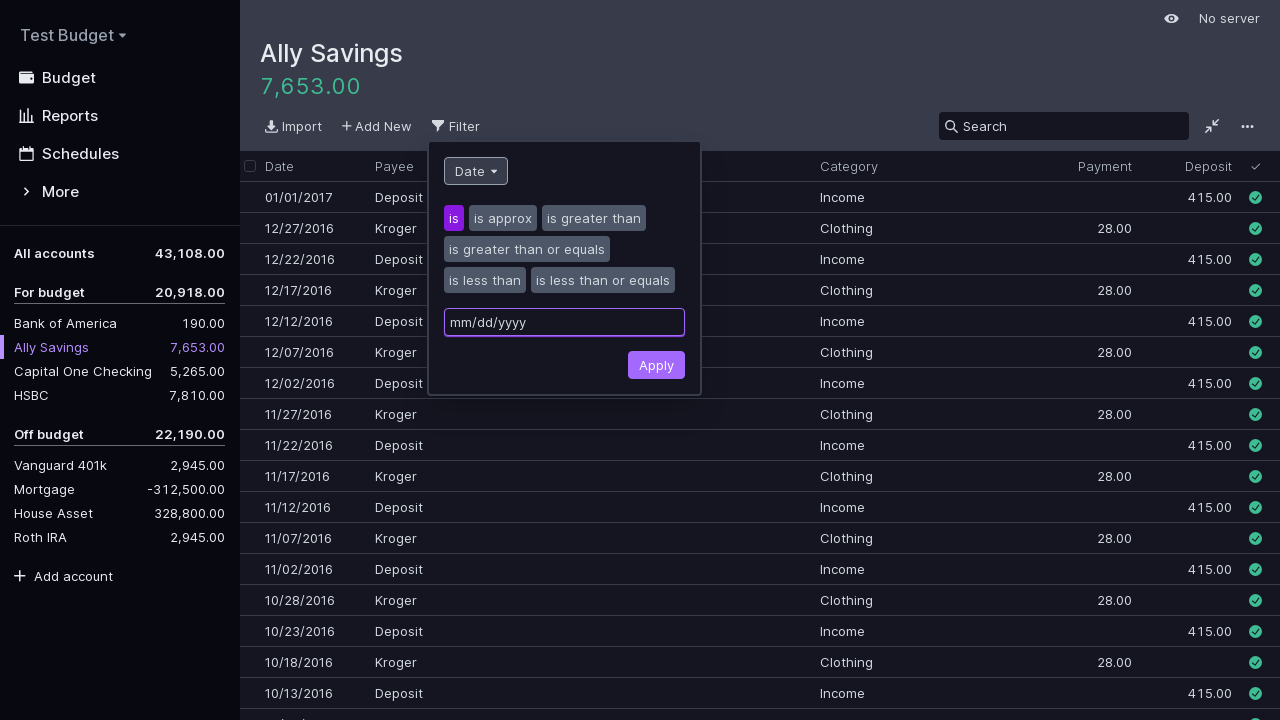 Test Budget
Budget
Reports
Schedules
More
All accounts 43,108.00
For budget 20,918.00
Bank of America 190.00
Ally Savings 7,653.00
Capital One Checking 5,265.00
HSBC 7,810.00
Off budget 22,190.00
Vanguard 401k 2,945.00
Mortgage -312,500.00
House Asset 328,800.00
Roth IRA 2,945.00
Add account
No server
Ally Savings
7,653.00
Import Add New Filter Search
Date Payee Category Payment Deposit
Date
is is approx is greater than
is greater than or equals
is less than is less than or equals
mm/dd/yyyy
Apply
01/01/2017 Deposit Income 415.00
12/27/2016 Kroger Clothing 28.00
12/22/2016 Deposit Income 415.00
12/17/2016 Kroger Clothing 28.00
12/12/2016 Deposit Income 415.00
12/07/2016 Kroger Clothing 28.00
12/02/2016 Deposit Income 415.00
11/27/2016 Kroger Clothing 28.00
11/22/2016 Deposit Income 415.00
11/17/2016 Kroger Clothing 28.00
11/12/2016 Deposit Income 415.00
11/07/2016 Kroger Clothing 28.00
11/02/2016 Deposit Income 415.00
10/28/2016 Kroger Clothing 28.00
10/23/2016 Deposit Income 415.00
10/18/2016 Kroger Clothing 28.00
10/13/2016 Deposit Income 415.00